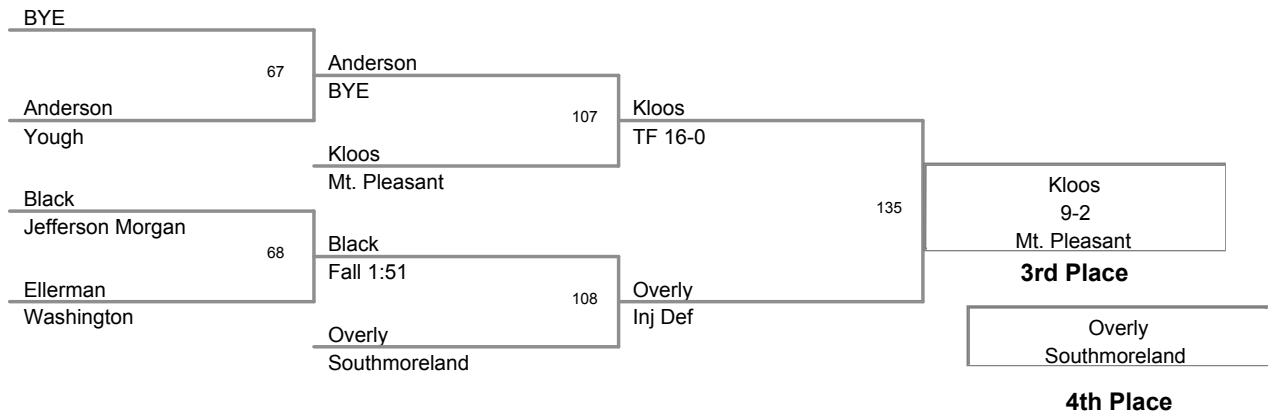 BYE
67
Anderson
Yough
Anderson
BYE
107
Kloos
Mt. Pleasant
Kloos
TF 16-0
Black
Jefferson Morgan
68
Ellerman
Washington
Black
Fall 1:51
108
Overly
Southmoreland
Overly
Inj Def
135
Kloos
9-2
Mt. Pleasant
3rd Place
Overly
Southmoreland
4th Place